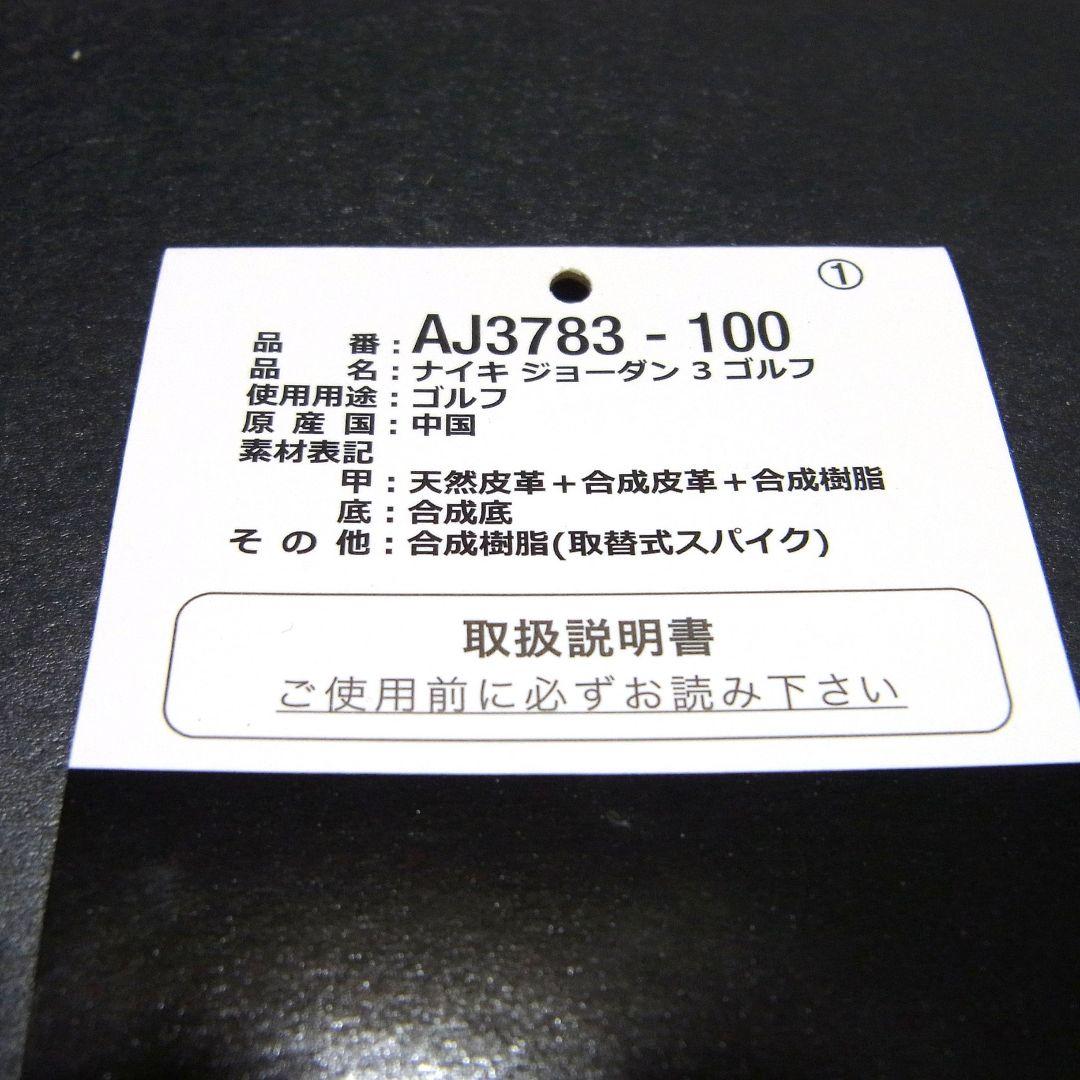 ①
品番：AJ3783 - 100
品名：ナイキ ジョーダン 3 ゴルフ
使用用途：ゴルフ
原産国：中国
素材表記
甲：天然皮革＋合成皮革＋合成樹脂
底：合成底
その他：合成樹脂(取替式スパイク)
取扱説明書
ご使用前に必ずお読み下さい